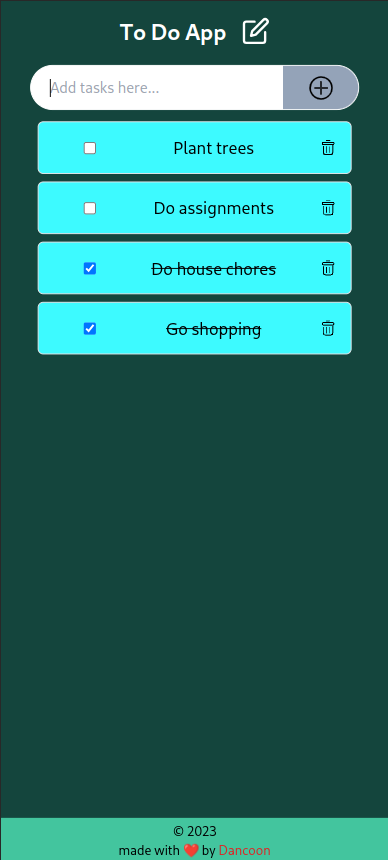 To Do App
Add tasks here...
Plant trees
Do assignments
Do house chores
Go shopping
© 2023
made with ❤️ by Dancoon